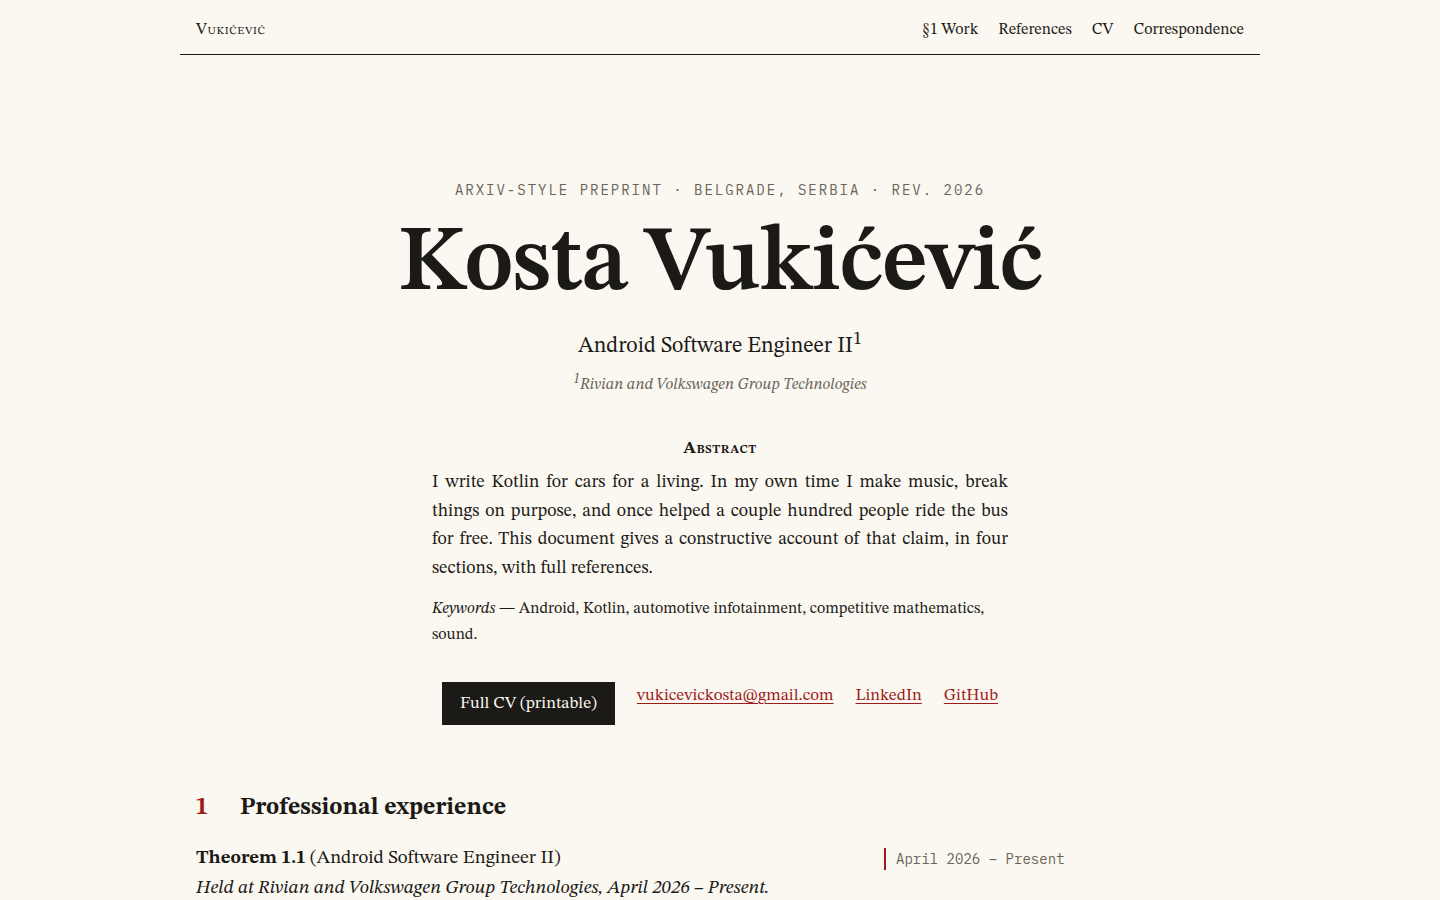 Vukićević
§1 Work References CV Correspondence
ARXIV-STYLE PREPRINT · BELGRADE, SERBIA · REV. 2026
Kosta Vukićević
Android Software Engineer II1
1Rivian and Volkswagen Group Technologies
Abstract
I write Kotlin for cars for a living. In my own time I make music, break
things on purpose, and once helped a couple hundred people ride the bus
for free. This document gives a constructive account of that claim, in four
sections, with full references.
Keywords — Android, Kotlin, automotive infotainment, competitive mathematics,
sound.
Full CV (printable) vukicevickosta@gmail.com LinkedIn GitHub
1 Professional experience
Theorem 1.1 (Android Software Engineer II)
April 2026 – Present
Held at Rivian and Volkswagen Group Technologies, April 2026 – Present.